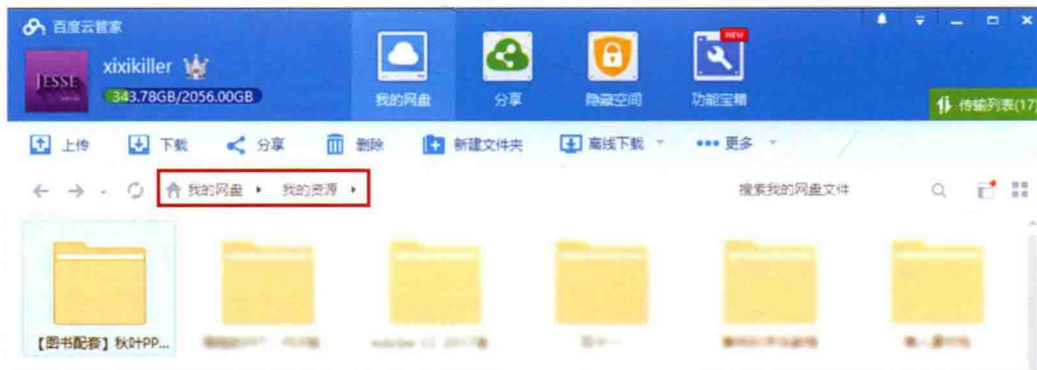 百度云管家
JESSE
xixikiller
343.78GB/2056.00GB
我的网盘
分享
隐藏空间
NEW
功能宝箱
传输列表(17)
上传 下载 分享 删除 新建文件夹 离线下载 更多
我的网盘 我的资源
搜索我的网盘文件
【图书配套】秋叶PP...